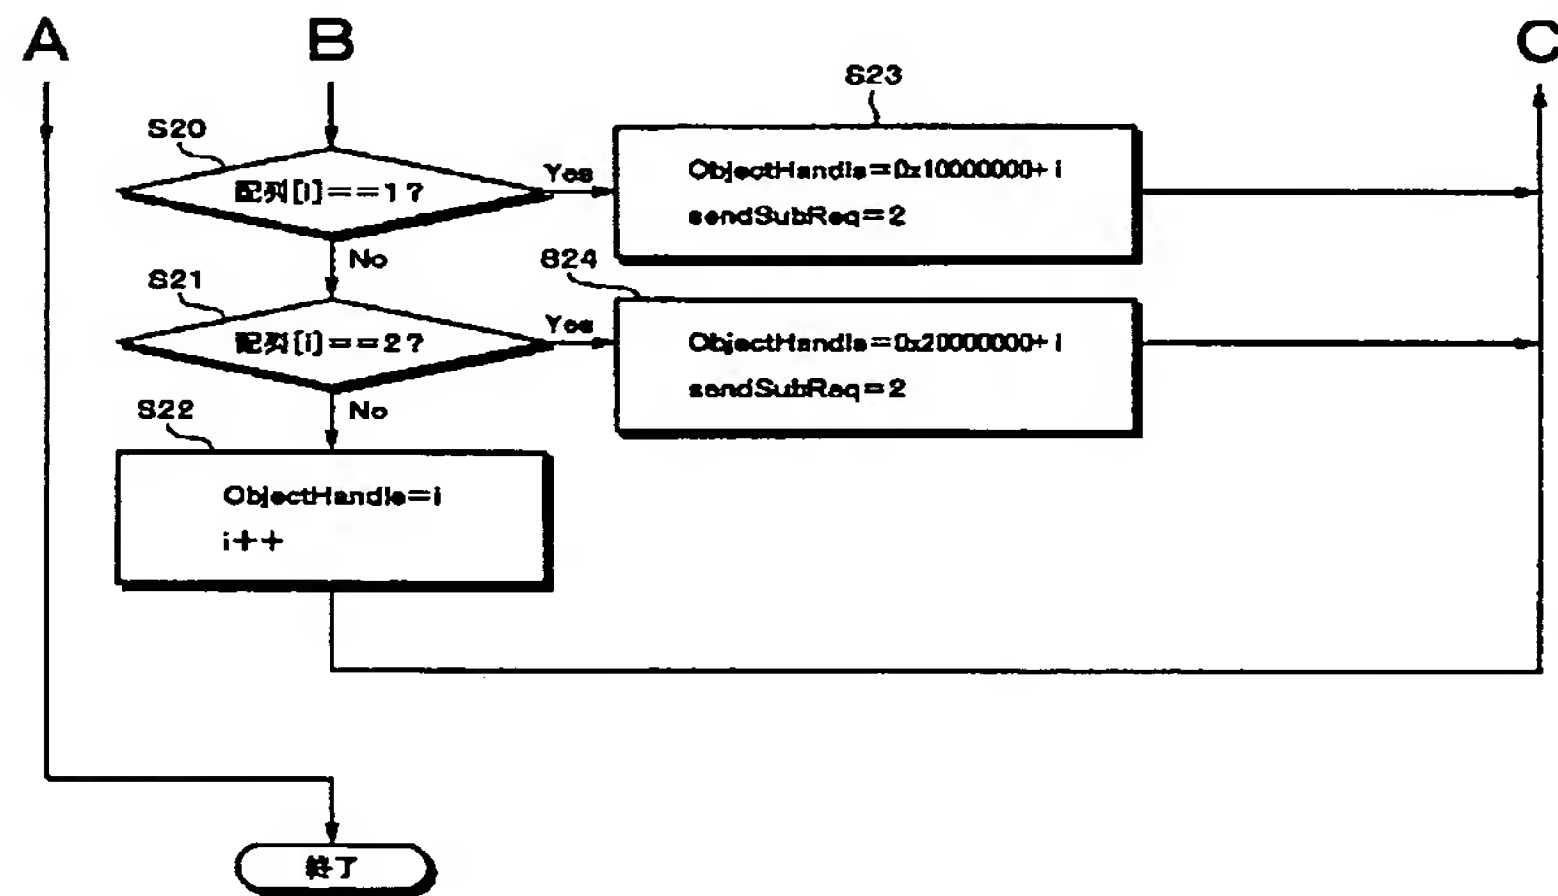 A
B
C
S20
配列[i]==1?
Yes
S23
ObjectHandle=0x10000000+i
sendSubReq=2
No
S21
配列[i]==2?
Yes
S24
ObjectHandle=0x20000000+i
sendSubReq=2
No
S22
ObjectHandle=i
i++
終了